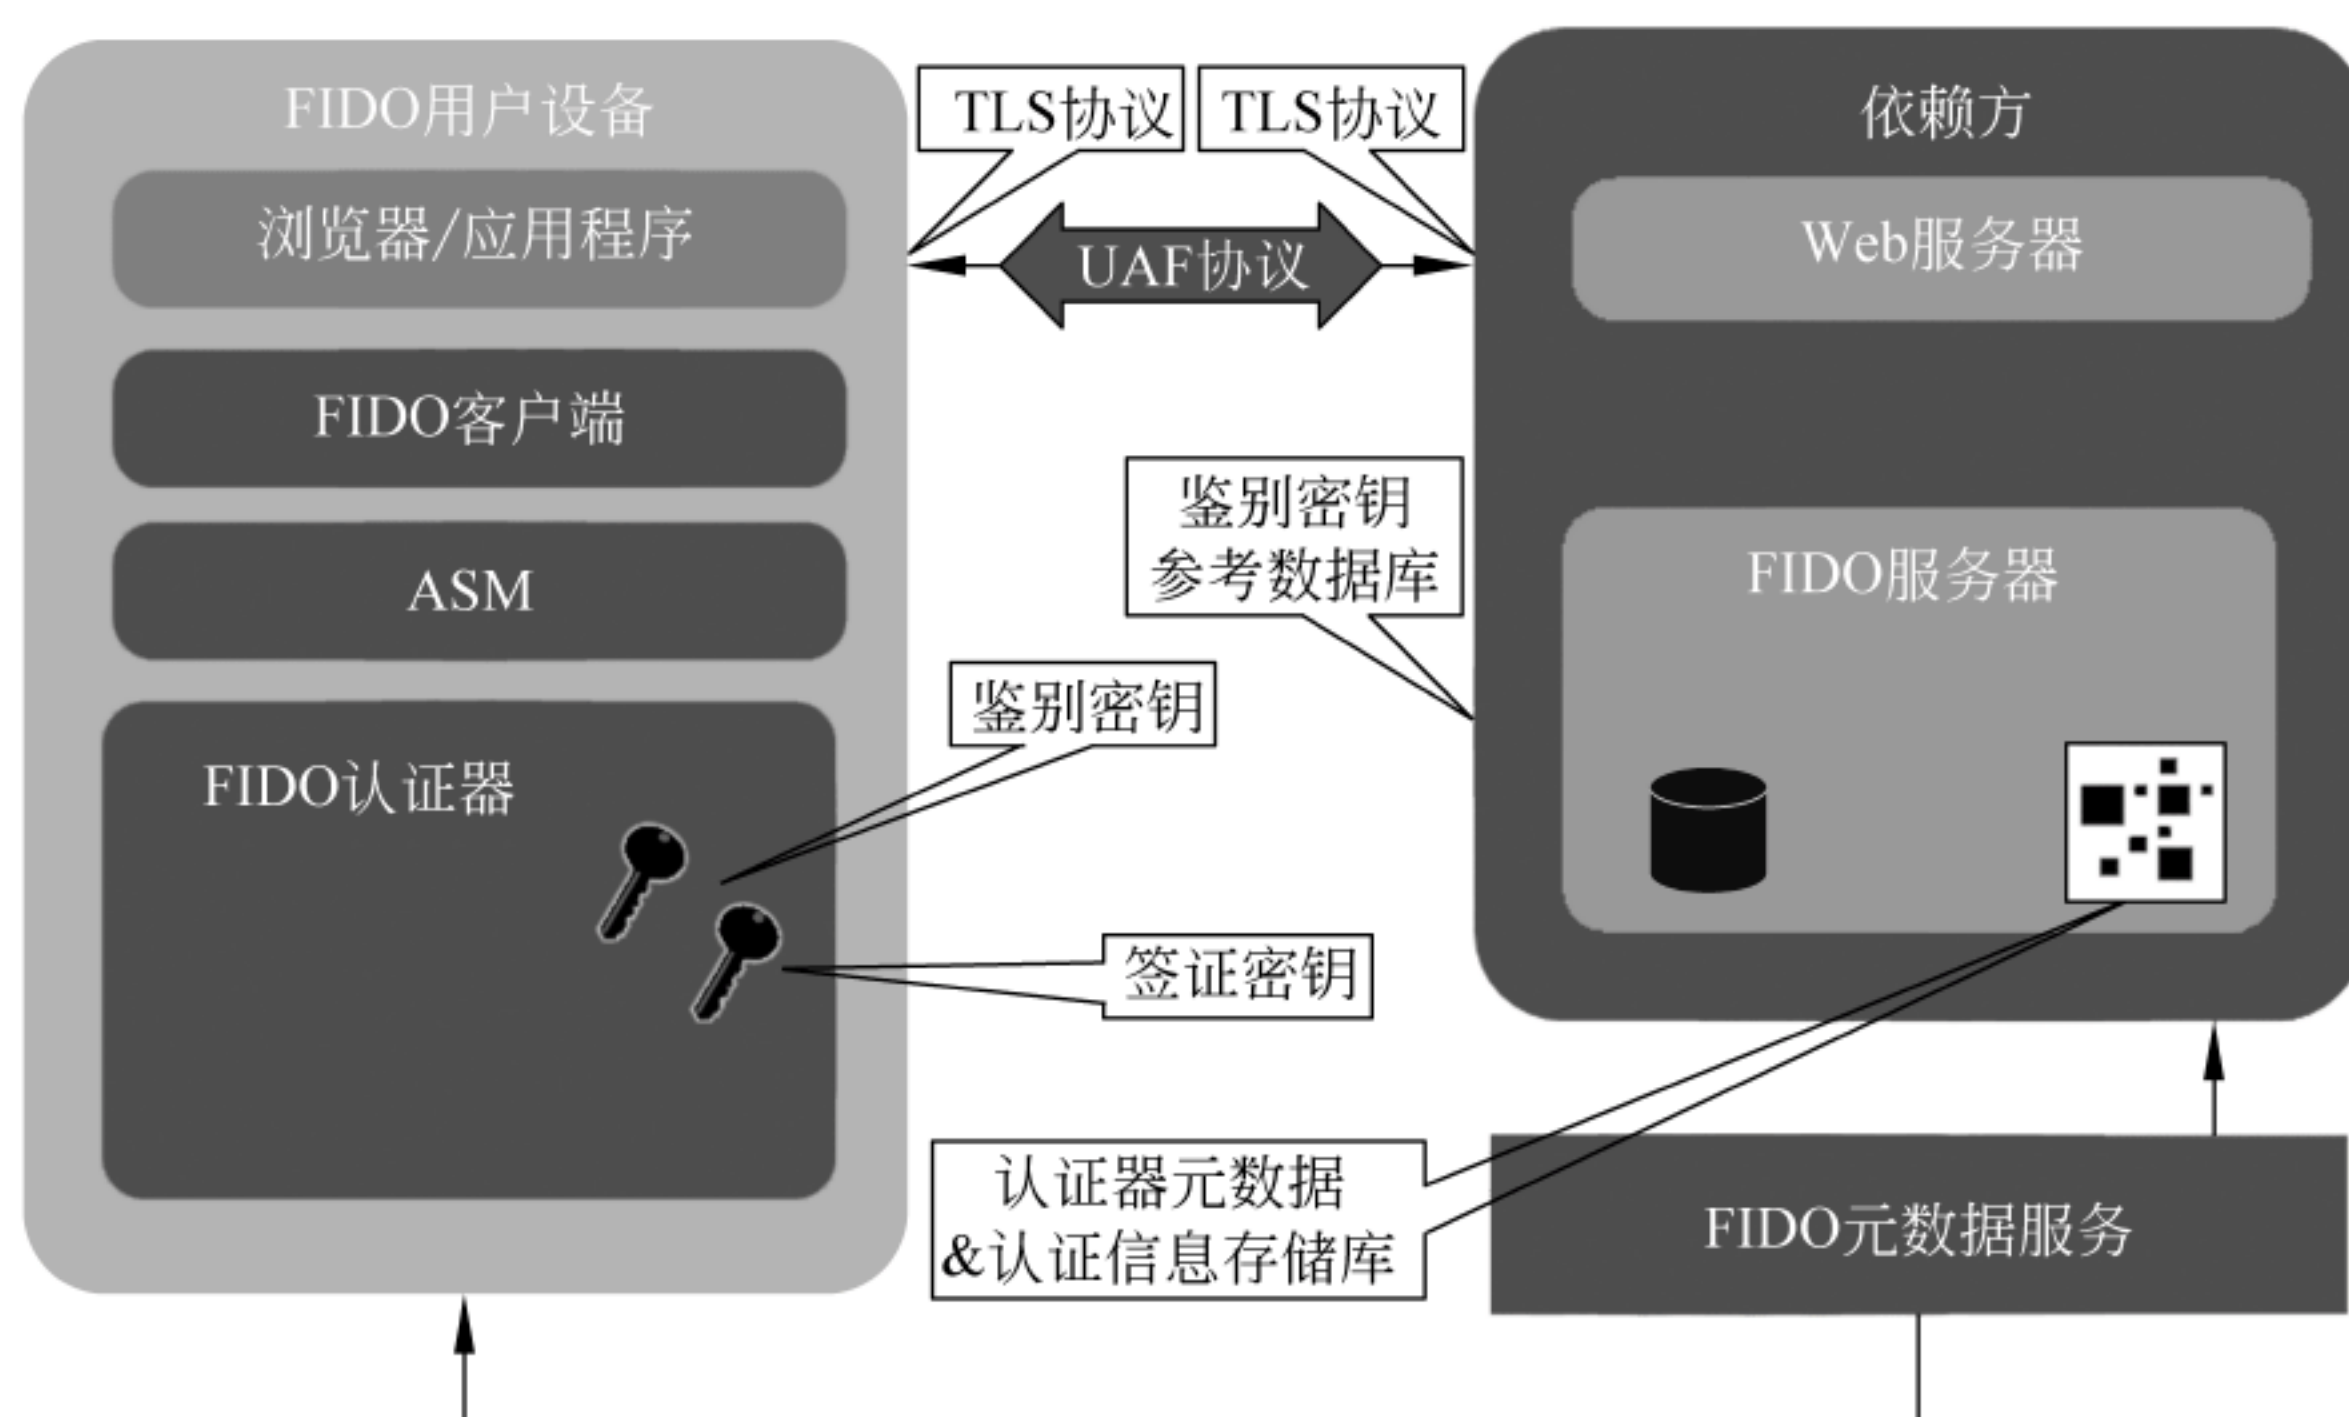 FIDO用户设备
浏览器/应用程序
FIDO客户端
ASM
FIDO认证器
TLS协议
TLS协议
UAF协议
鉴别密钥
参考数据库
鉴别密钥
签证密钥
认证器元数据
&认证信息存储库
依赖方
Web服务器
FIDO服务器
FIDO元数据服务